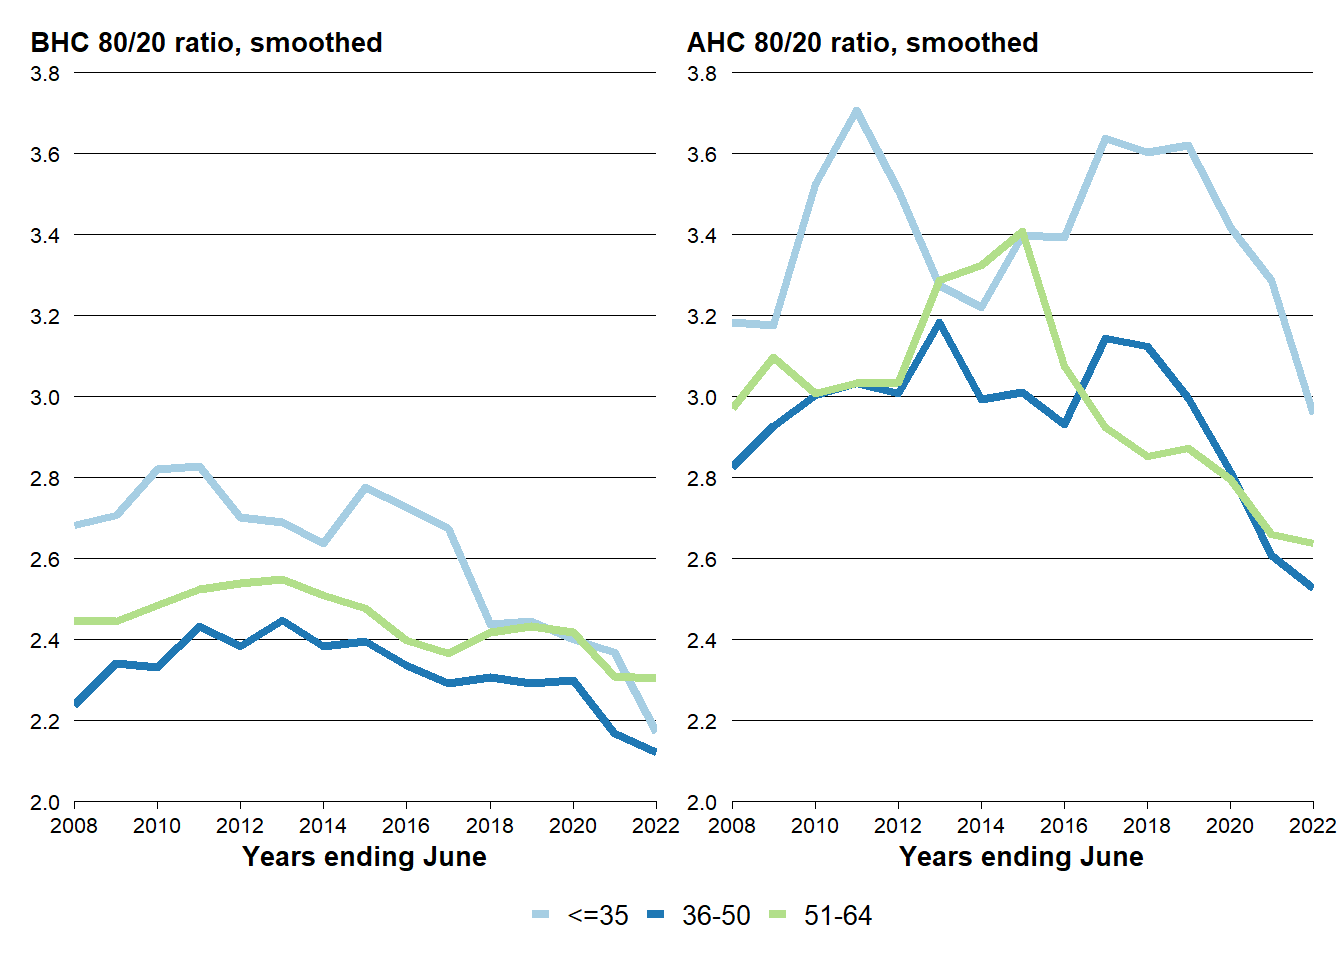 BHC 80/20 ratio, smoothed
3.8
3.6
3.4
3.2
3.0
2.8
2.6
2.4
2.2
2.0
2008 2010 2012 2014 2016 2018 2020 2022
Years ending June
AHC 80/20 ratio, smoothed
3.8
3.6
3.4
3.2
3.0
2.8
2.6
2.4
2.2
2.0
2008 2010 2012 2014 2016 2018 2020 2022
Years ending June
<=35 36-50 51-64